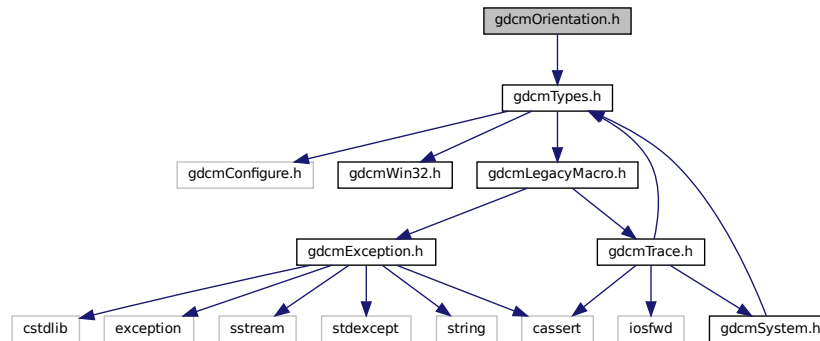 gdcmOrientation.h
gdcmTypes.h
gdcmConfigure.h
gdcmWin32.h
gdcmLegacyMacro.h
gdcmException.h
gdcmTrace.h
cstdlib
exception
sstream
stdexcept
string
cassert
iosfwd
gdcmSystem.h